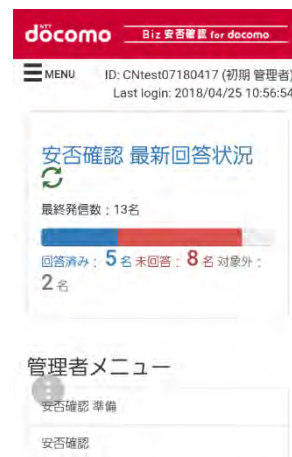 NTT
döcomo Biz 安否確認 for docomo
MENU ID: CNtest07180417 (初期 管理者)
Last login: 2018/04/25 10:56:54
安否確認 最新回答状況
最終発信数：13名
回答済み： 5 名 未回答： 8 名 対象外：
2 名
管理者メニュー
安否確認 準備
安否確認